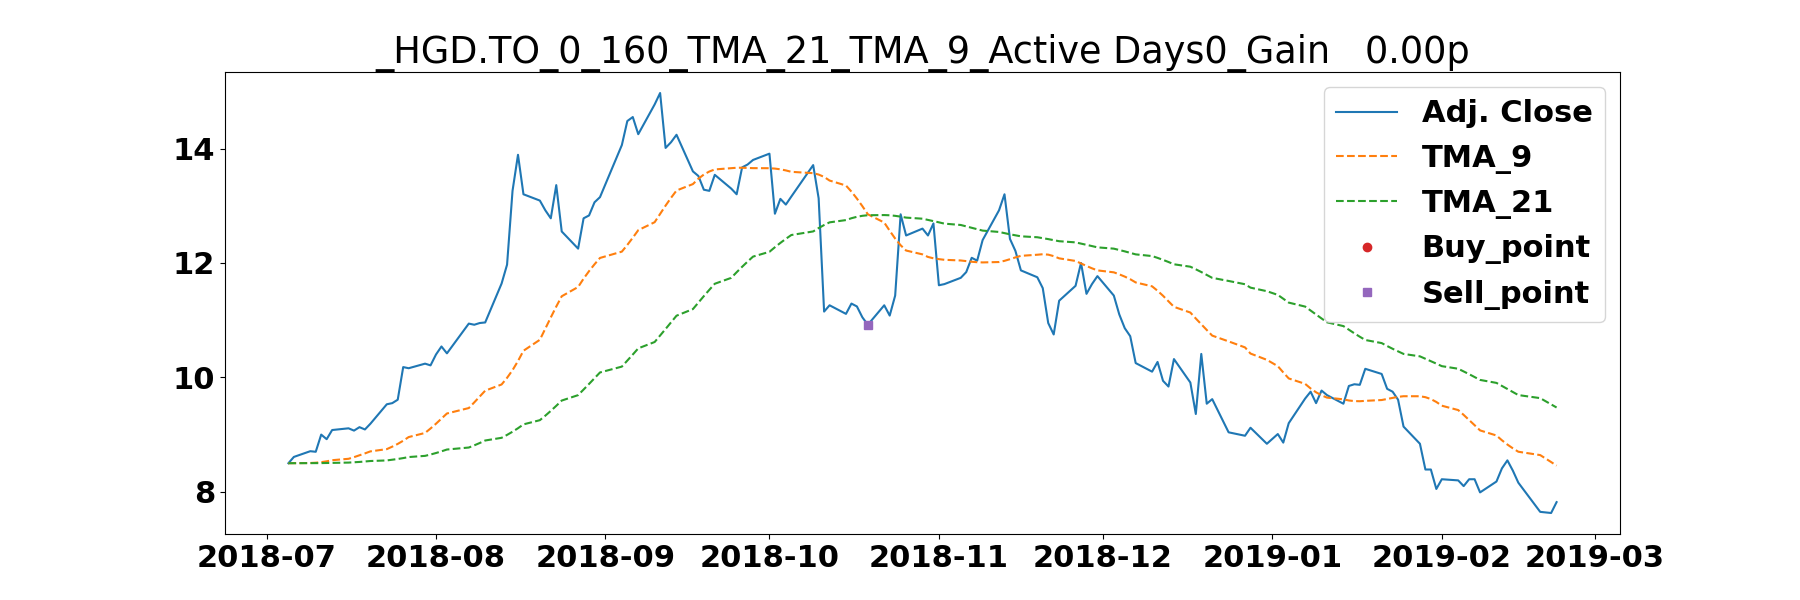 _HGD.TO_0_160_TMA_21_TMA_9_Active Days0_Gain   0.00p
Adj. Close
TMA_9
TMA_21
Buy_point
Sell_point
14
12
10
8
2018-07 2018-08 2018-09 2018-10 2018-11 2018-12 2019-01 2019-02 2019-03